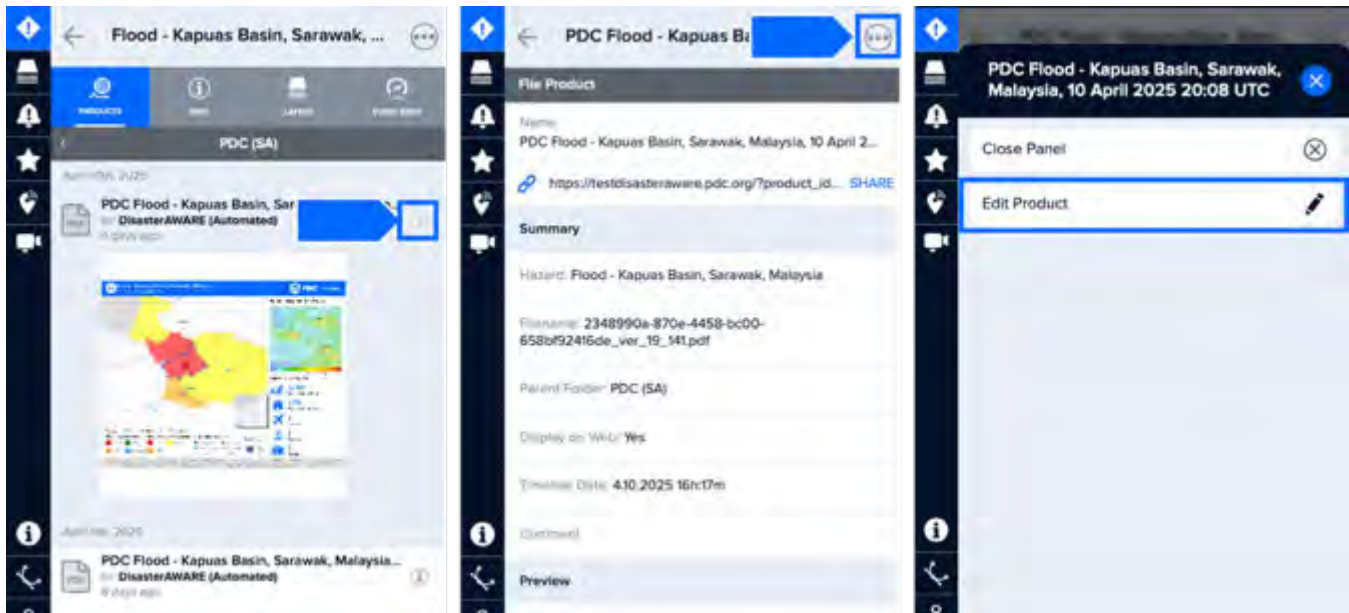 Flood - Kapuas Basin, Sarawak, ...
PRODUCTS
PDC (SA)
PDC Flood - Kapuas Basin, Sar
DisasterAWARE (Automated)
PDC Flood - Kapuas Basin, Sarawak, Malaysia...
DisasterAWARE (Automated)
8 days ago
PDC Flood - Kapuas Ba
File Product
Name
PDC Flood - Kapuas Basin, Sarawak, Malaysia, 10 April 2...
https://testdisasteraware.pdc.org/?product_id... SHARE
Summary
Hazard: Flood - Kapuas Basin, Sarawak, Malaysia
Filename: 2348990a-870e-4458-bc00-
658bf92416de_ver_19_141.pdf
Parent Folder: PDC (SA)
Display on Web: Yes
Timeline Date: 4.10.2025 16h:17m
Comment
Preview
PDC Flood - Kapuas Basin, Sarawak,
Malaysia, 10 April 2025 20:08 UTC
Close Panel
Edit Product